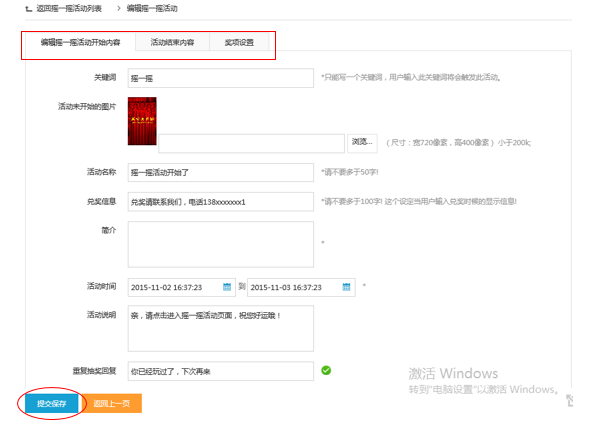 返回摇一摇活动列表 > 编辑摇一摇活动
编辑摇一摇活动开始内容 活动结束内容 奖项设置
关键词 摇一摇 *只能写一个关键词，用户输入此关键词将会触发此活动。
活动未开始的图片
浏览... （尺寸：宽720像素，高400像素）小于200k;
活动名称 摇一摇活动开始了 *请不要多于50字!
兑奖信息 兑奖请联系我们，电话138xxxxxxx1 *请不要多于100字! 这个设定当用户输入兑奖时候的显示信息!
简介 *
活动时间 2015-11-02 16:37:23 到 2015-11-03 16:37:23 *
活动说明 亲，请点击进入摇一摇活动页面，祝您好运哦！
重复抽奖回复 你已经玩过了，下次再来
激活 Windows
转到“电脑设置”以激活 Windows。
提交保存 返回上一页